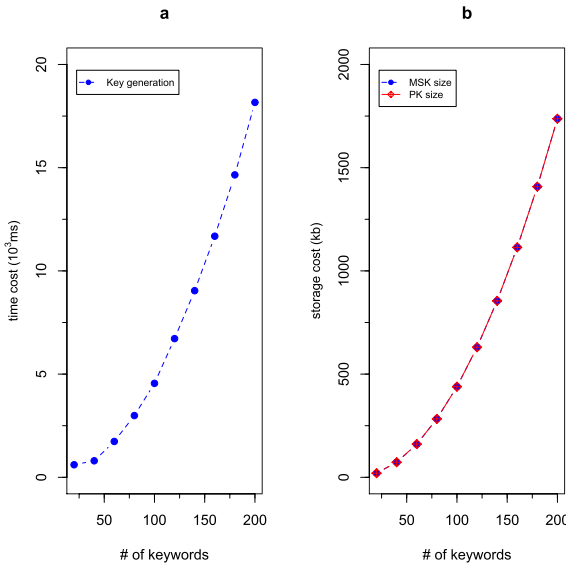 a
time cost (10³ms)
20
15
10
5
0
Key generation
50
100
150
200
# of keywords
b
storage cost (kb)
2000
1500
1000
500
0
MSK size
PK size
50
100
150
200
# of keywords